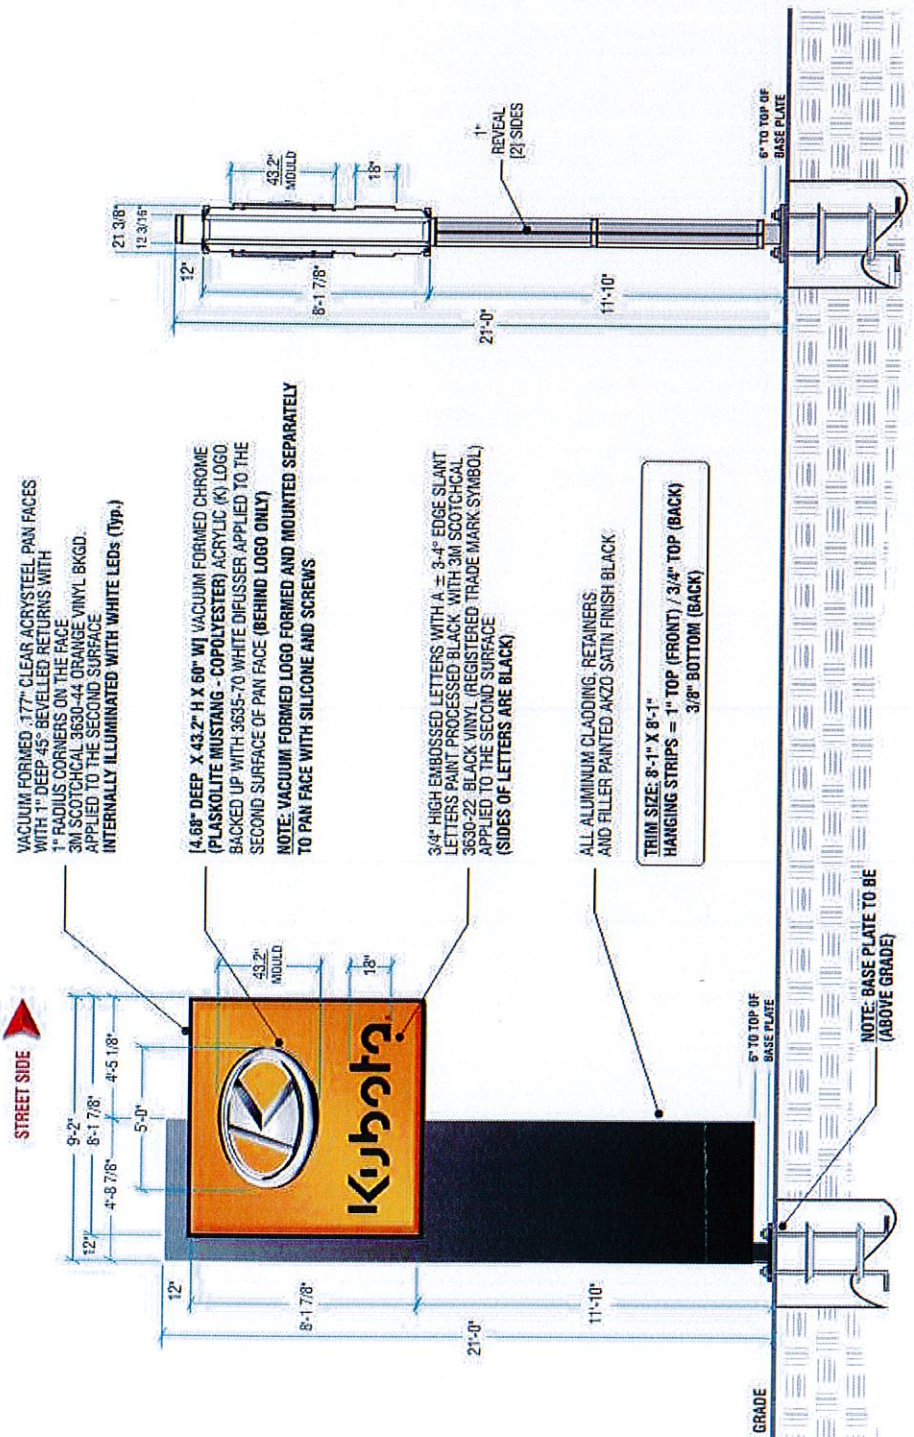 STREET SIDE
9'-2"
8'-1 7/8"
12"
4'-8 7/8"
4'-5 1/8"
5'-0"
43.2"
MOULD
18"
12"
8'-1 7/8"
11'-10"
21'-0"
Kubota
6" TO TOP OF
BASE PLATE
GRADE
NOTE: BASE PLATE TO BE
(ABOVE GRADE)
VACUUM FORMED .177" CLEAR ACRYSTEEL PAN FACES
WITH 1" DEEP 45° BEVELLED RETURNS WITH
1" RADIUS CORNERS ON THE FACE
3M SCOTCHCAL 3630-44 ORANGE VINYL BKGD.
APPLIED TO THE SECOND SURFACE
INTERNALLY ILLUMINATED WITH WHITE LEDs (Typ.)
[4.68" DEEP X 43.2" H X 60" W] VACUUM FORMED CHROME
(PLASKOLITE MUSTANG - COPOLYESTER) ACRYLIC (K) LOGO
BACKED UP WITH 3635-70 WHITE DIFUSSER APPLIED TO THE
SECOND SURFACE OF PAN FACE (BEHIND LOGO ONLY)
NOTE: VACUUM FORMED LOGO FORMED AND MOUNTED SEPARATELY
TO PAN FACE WITH SILICONE AND SCREWS
3/4" HIGH EMBOSSED LETTERS WITH A ± 3-4° EDGE SLANT
LETTERS PAINT PROCESSED BLACK WITH 3M SCOTCHCAL
3630-22 BLACK VINYL (REGISTERED TRADE MARK SYMBOL)
APPLIED TO THE SECOND SURFACE
(SIDES OF LETTERS ARE BLACK)
ALL ALUMINUM CLADDING, RETAINERS
AND FILLER PAINTED AKZO SATIN FINISH BLACK
TRIM SIZE: 8'-1" X 8'-1"
HANGING STRIPS = 1" TOP (FRONT) / 3/4" TOP (BACK)
3/8" BOTTOM (BACK)
21 3/8"
12 3/16"
12"
8'-1 7/8"
21'-0"
11'-10"
43.2"
MOULD
18"
1"
REVEAL
[2] SIDES
6" TO TOP OF
BASE PLATE